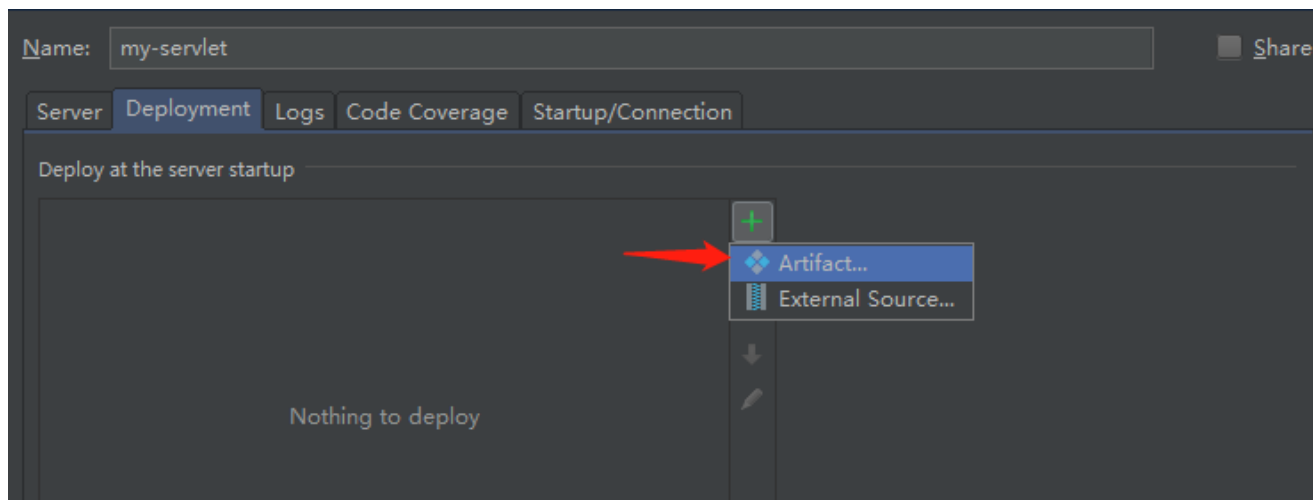 Name: my-servlet Share
Server Deployment Logs Code Coverage Startup/Connection
Deploy at the server startup
Artifact...
External Source...
Nothing to deploy